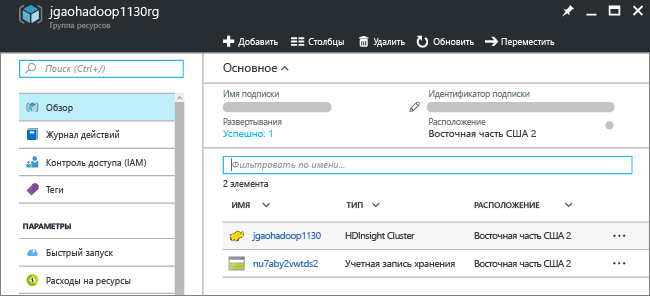 jgaohadoop1130rg
Группа ресурсов
Добавить Столбцы Удалить Обновить Переместить
Поиск (Ctrl+/)
Обзор
Журнал действий
Контроль доступа (IAM)
Теги
ПАРАМЕТРЫ
Быстрый запуск
Расходы на ресурсы
Основное
Имя подписки Идентификатор подписки
Развертывания Расположение
Успешно: 1 Восточная часть США 2
Фильтровать по имени...
2 элемента
ИМЯ ТИП РАСПОЛОЖЕНИЕ
jgaohadoop1130 HDInsight Cluster Восточная часть США 2
nu7aby2vwtds2 Учетная запись хранения Восточная часть США 2